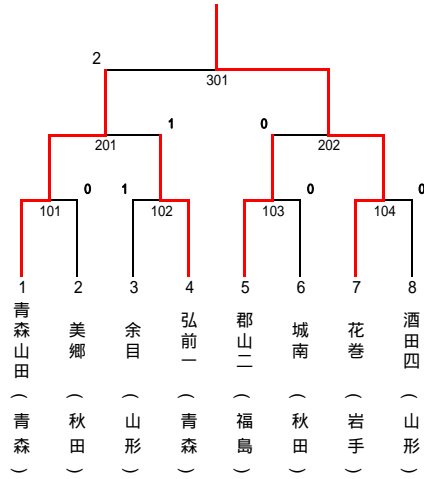 2
301
1
0
201
202
0
1
0
0
101
102
103
104
1
2
3
4
5
6
7
8
青森山田（青森）
美郷（秋田）
余目（山形）
弘前一（青森）
郡山二（福島）
城南（秋田）
花巻（岩手）
酒田四（山形）